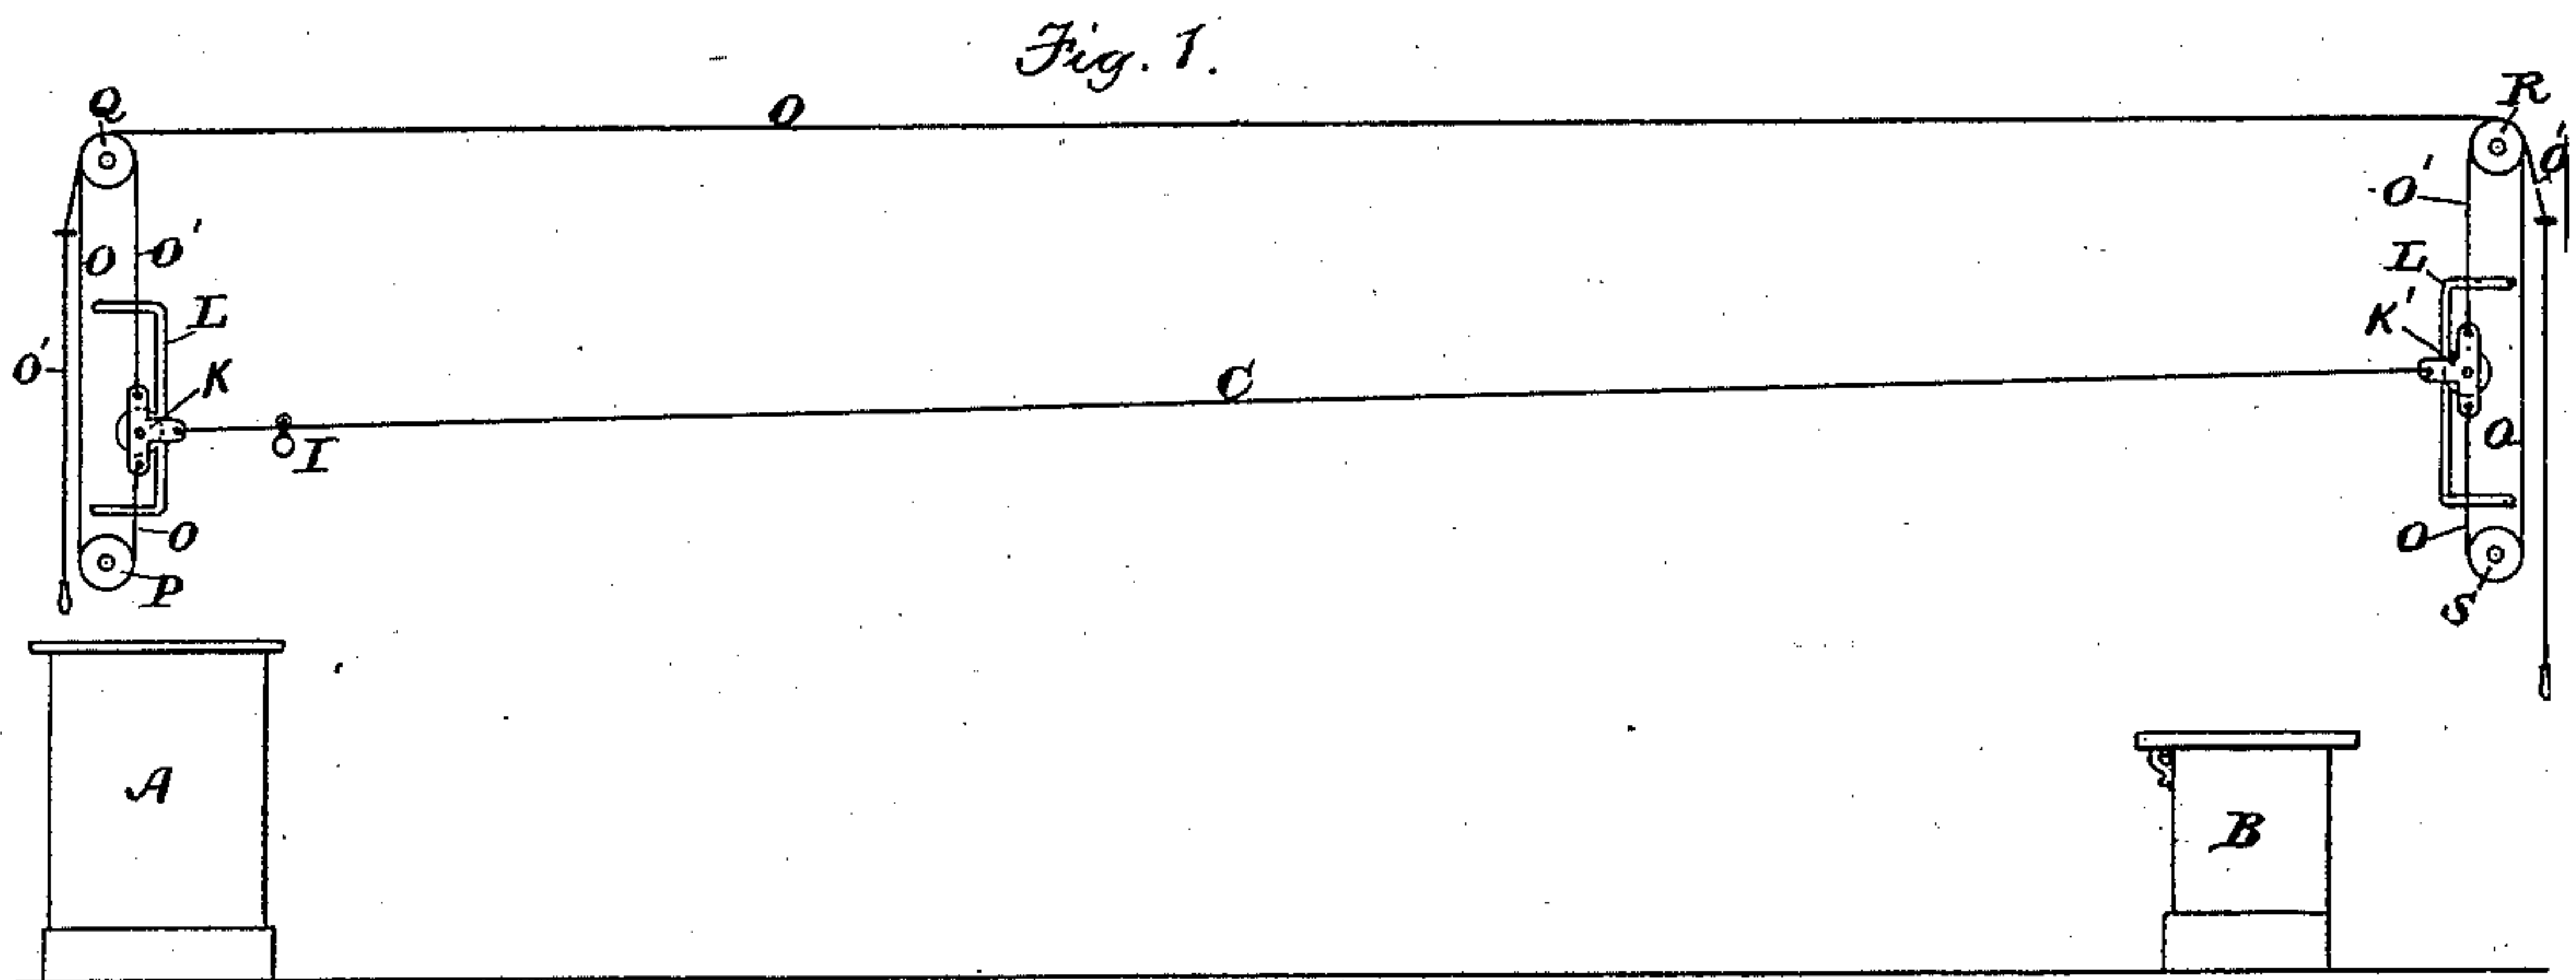 Fig. 1.
Q O R
O'
O' O O' L
L K'
O' K C
I
O
O O
P S
A
B